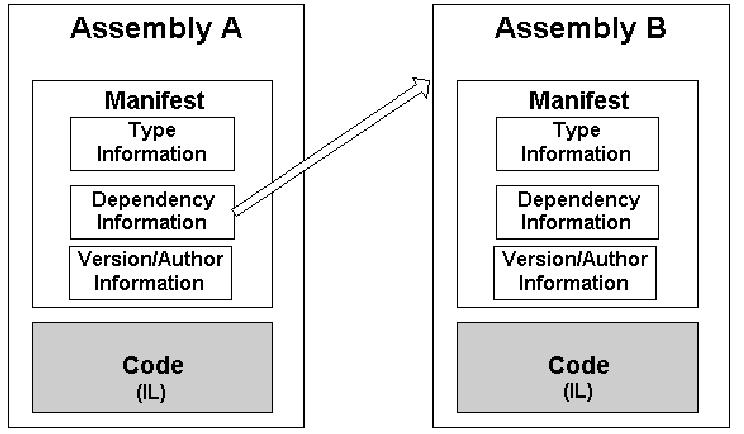 Assembly A
Manifest
Type
Information
Dependency
Information
Version/Author
Information
Code
(IL)
Assembly B
Manifest
Type
Information
Dependency
Information
Version/Author
Information
Code
(IL)